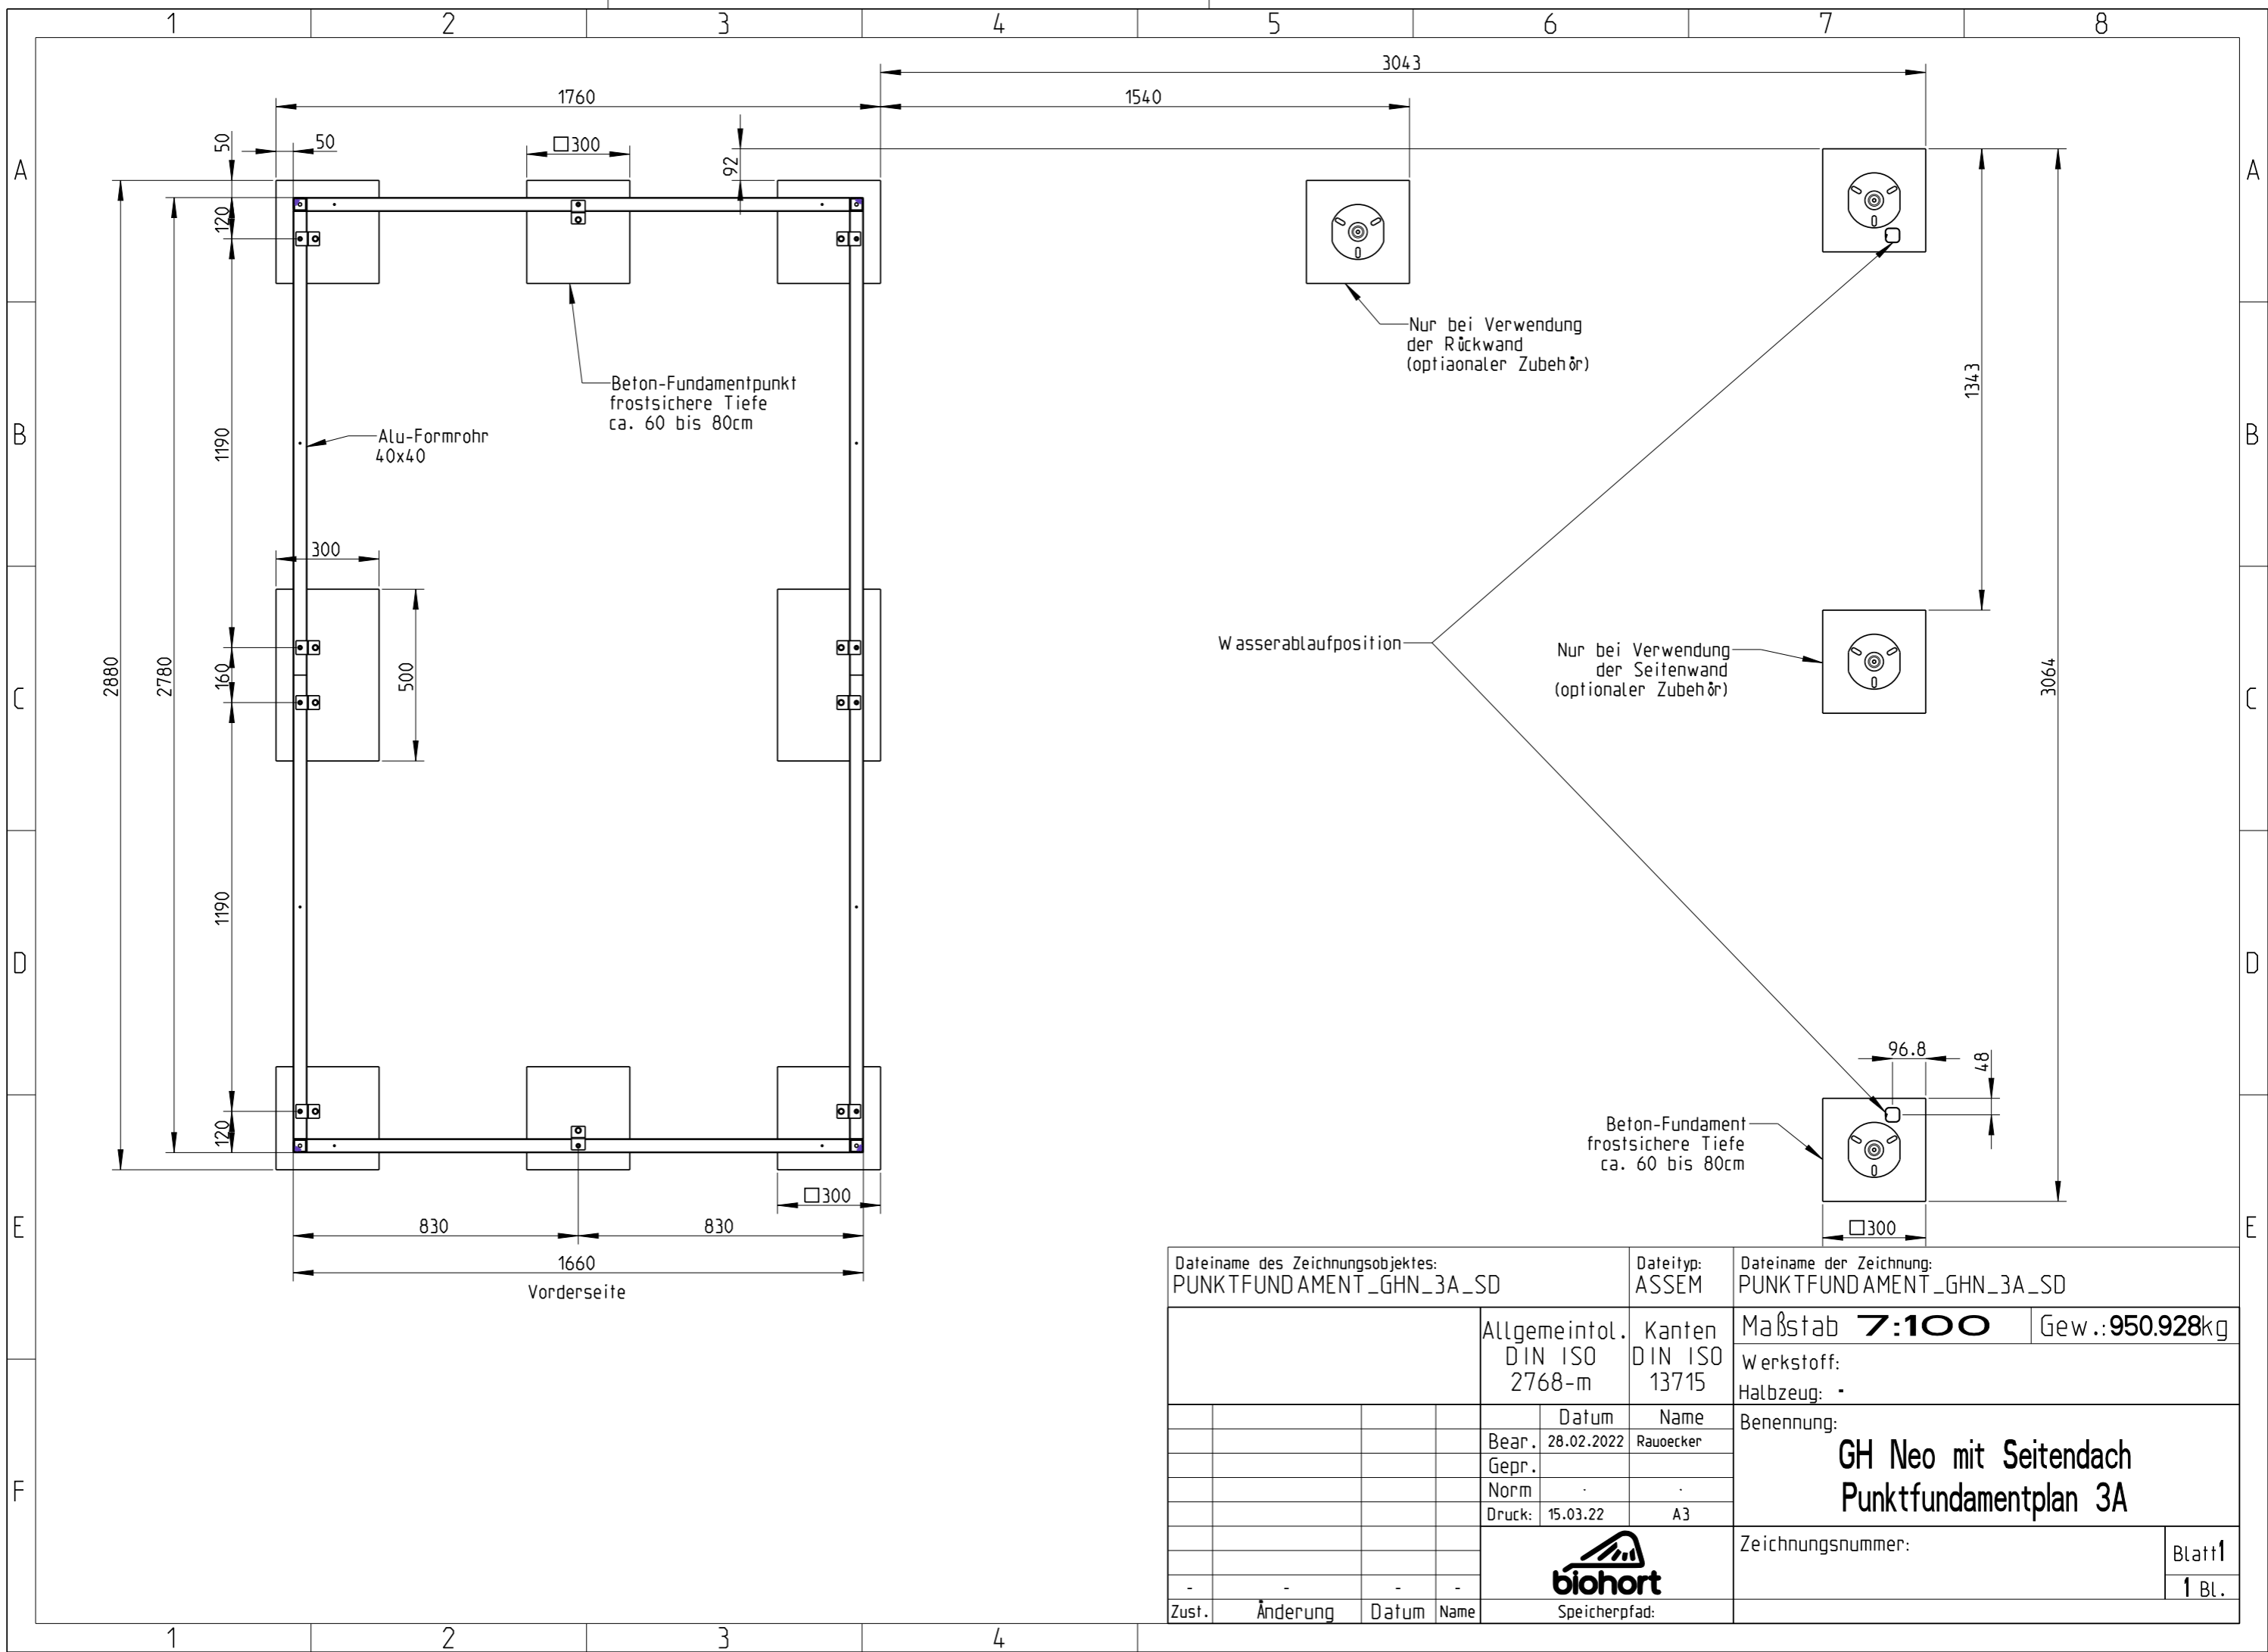 1 2 3 4 5 6 7 8
3043
1760
1540
50
50
□300
92
A
A
120
Nur bei Verwendung
der Rückwand
(optiaonaler Zubehör)
Beton-Fundamentpunkt
frostsichere Tiefe
ca. 60 bis 80cm
1343
B
B
1190
Alu-Formrohr
40x40
300
2880
2780
160
500
Wasserablaufposition
Nur bei Verwendung
der Seitenwand
(optionaler Zubehör)
3064
C
C
1190
D
D
96.8
48
120
Beton-Fundament
frostsichere Tiefe
ca. 60 bis 80cm
□300
□300
E
E
830
830
1660
Vorderseite
Dateiname des Zeichnungsobjektes:
PUNKTFUNDAMENT_GHN_3A_SD
Dateityp:
ASSEM
Dateiname der Zeichnung:
PUNKTFUNDAMENT_GHN_3A_SD
Allgemeintol.
DIN ISO
2768-m
Kanten
DIN ISO
13715
Maßstab 7:100
Gew.:950.928kg
Werkstoff:
Halbzeug: -
Datum Name
Bear. 28.02.2022 Rauoecker
Gepr.
Norm - -
Druck: 15.03.22 A3
Benennung:
GH Neo mit Seitendach
Punktfundamentplan 3A
F
biohort
Zeichnungsnummer:
Blatt1
1 Bl.
- - - -
Zust. Änderung Datum Name
Speicherpfad:
1 2 3 4